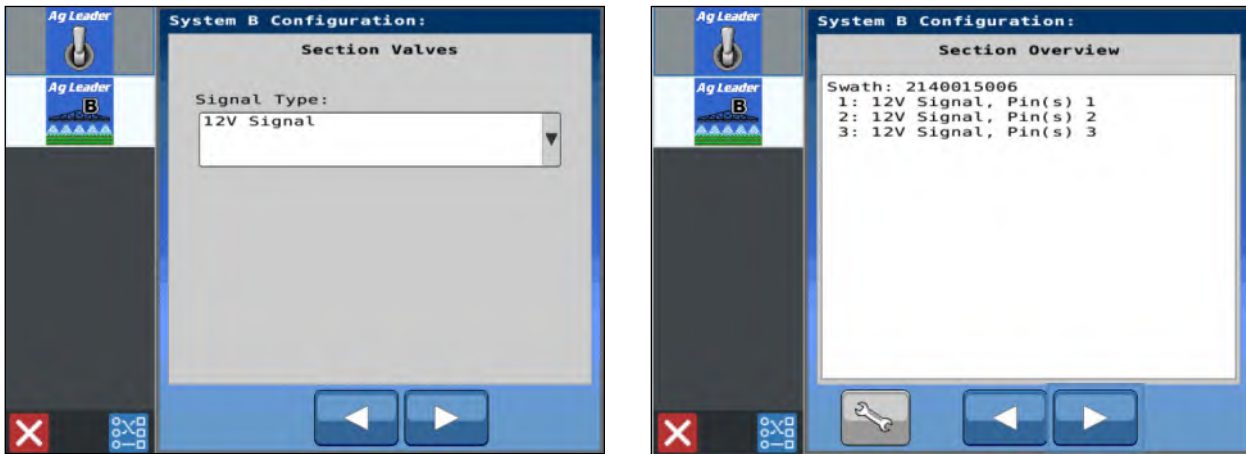 Ag Leader
System B Configuration:
Section Valves
Ag Leader
B
Signal Type:
12V Signal
Ag Leader
System B Configuration:
Section Overview
Ag Leader
B
Swath: 2140015006
1: 12V Signal, Pin(s) 1
2: 12V Signal, Pin(s) 2
3: 12V Signal, Pin(s) 3